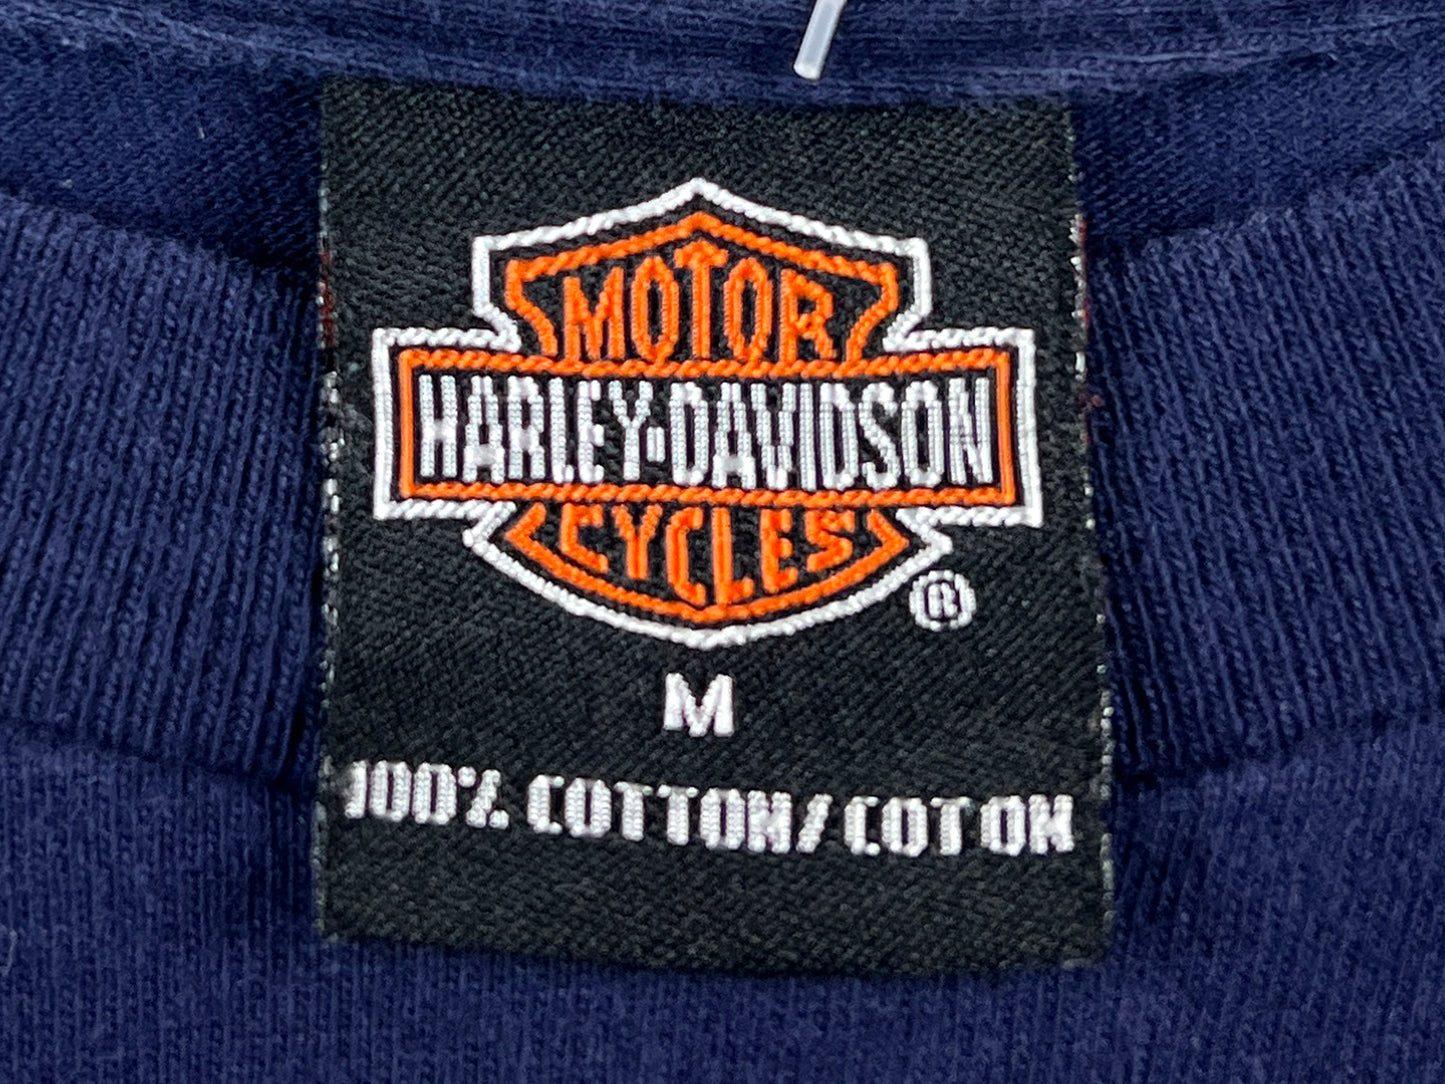 MOTOR
HARLEY-DAVIDSON
CYCLES
®
M
100% COTTON/COTON